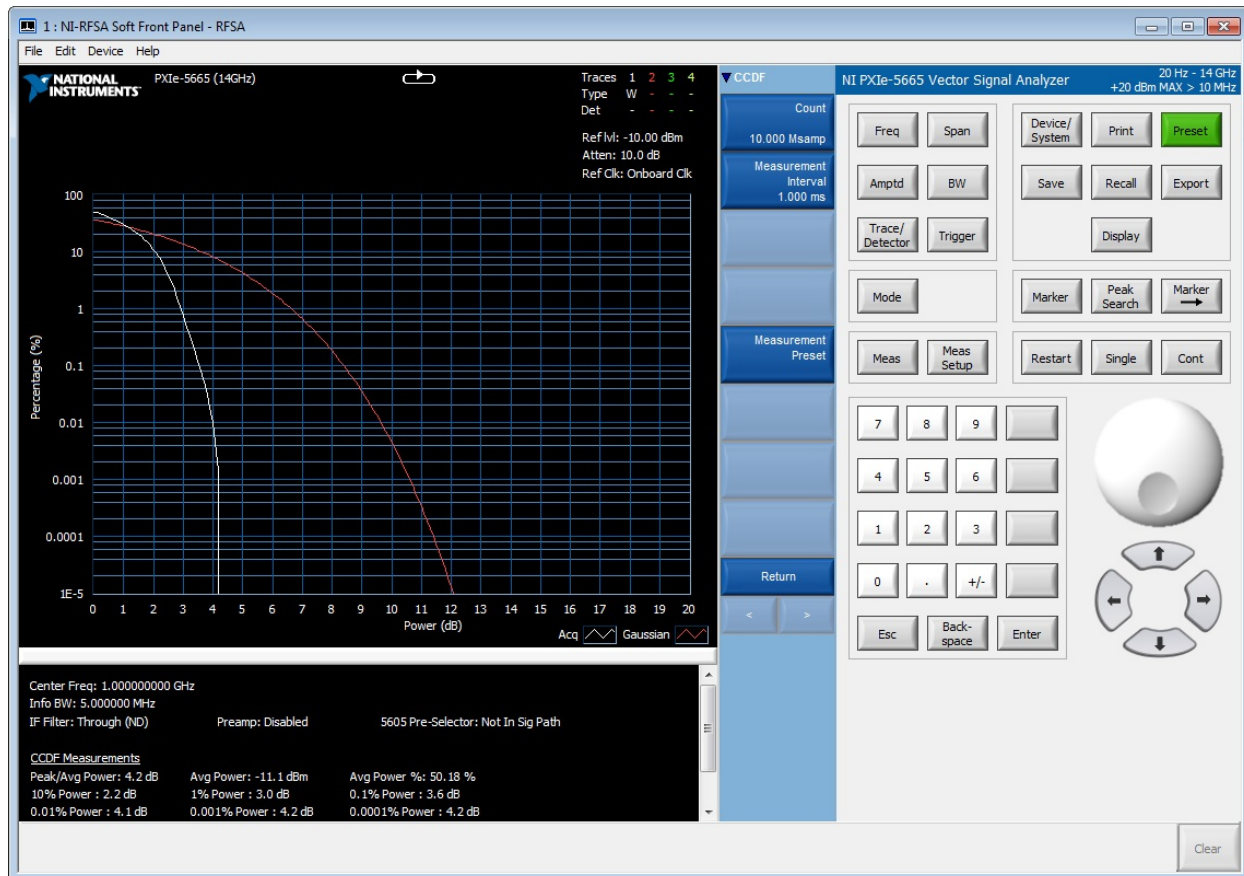 1 : NI-RFSA Soft Front Panel - RFSA
File Edit Device Help
NATIONAL INSTRUMENTS
PXIe-5665 (14GHz)
Traces 1 2 3 4
Type W - - -
Det - - - -
Ref lvl: -10.00 dBm
Atten: 10.0 dB
Ref Clk: Onboard Clk
Percentage (%)
100
10
1
0.1
0.01
0.001
0.0001
1E-5
0 1 2 3 4 5 6 7 8 9 10 11 12 13 14 15 16 17 18 19 20
Power (dB)
Acq Gaussian
Center Freq: 1.000000000 GHz
Info BW: 5.000000 MHz
IF Filter: Through (ND) Preamp: Disabled 5605 Pre-Selector: Not In Sig Path
CCDF Measurements
Peak/Avg Power: 4.2 dB Avg Power: -11.1 dBm Avg Power %: 50.18 %
10% Power : 2.2 dB 1% Power : 3.0 dB 0.1% Power : 3.6 dB
0.01% Power : 4.1 dB 0.001% Power : 4.2 dB 0.0001% Power : 4.2 dB
CCDF
Count
10.000 Msamp
Measurement
Interval
1.000 ms
Measurement
Preset
Return
< >
NI PXIe-5665 Vector Signal Analyzer
20 Hz - 14 GHz
+20 dBm MAX > 10 MHz
Freq Span
Device/
System
Print Preset
Amptd BW Save Recall Export
Trace/
Detector
Trigger Display
Mode Marker
Peak
Search
Marker
Meas
Meas
Setup
Restart Single Cont
7 8 9
4 5 6
1 2 3
0 . +/-
Esc
Back-
space
Enter
Clear